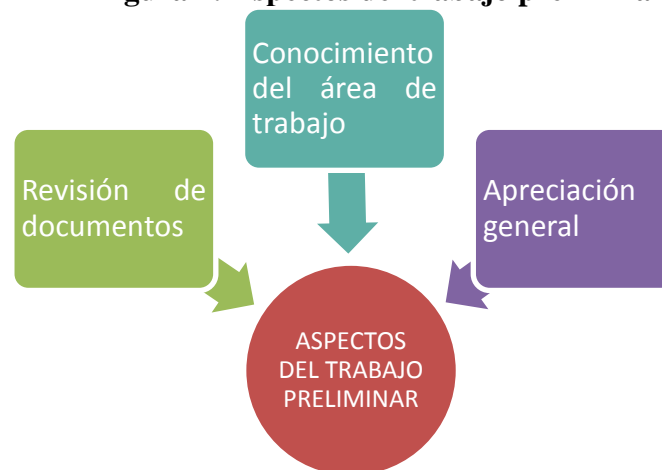 Conocimiento
del área de
trabajo
Revisión de
documentos
Apreciación
general
ASPECTOS
DEL TRABAJO
PRELIMINAR